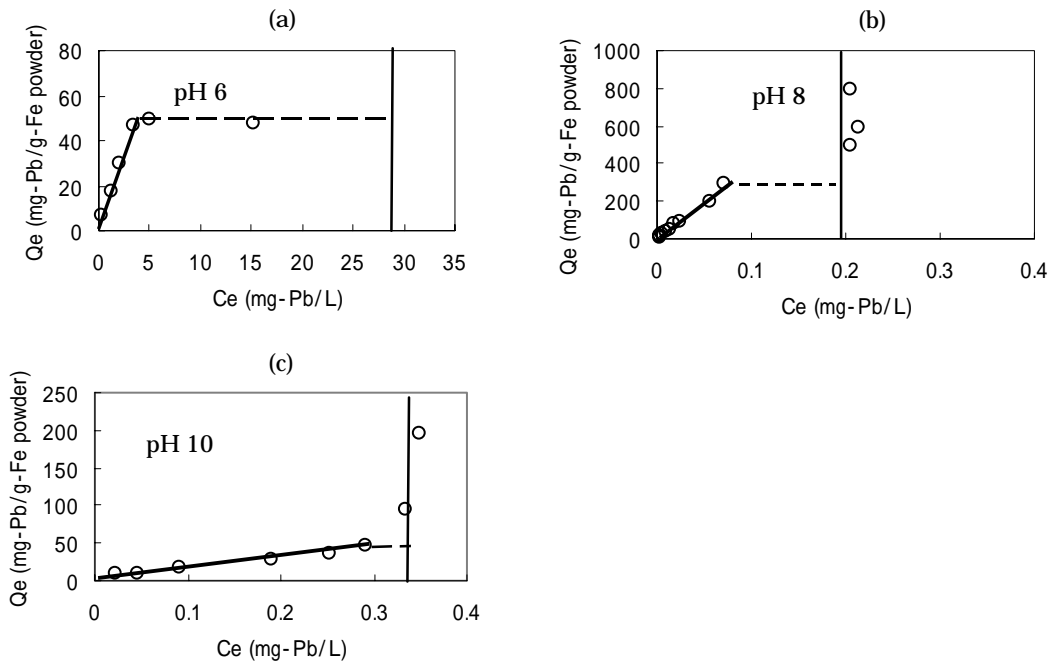 (a)
80
60
40
20
0
pH 6
0 5 10 15 20 25 30 35
Ce (mg-Pb/L)
Qe (mg-Pb/g-Fe powder)
(b)
1000
800
600
400
200
0
pH 8
0 0.1 0.2 0.3 0.4
Ce (mg-Pb/L)
Qe (mg-Pb/g-Fe powder)
(c)
250
200
150
100
50
0
pH 10
0 0.1 0.2 0.3 0.4
Ce (mg-Pb/L)
Qe (mg-Pb/g-Fe powder)